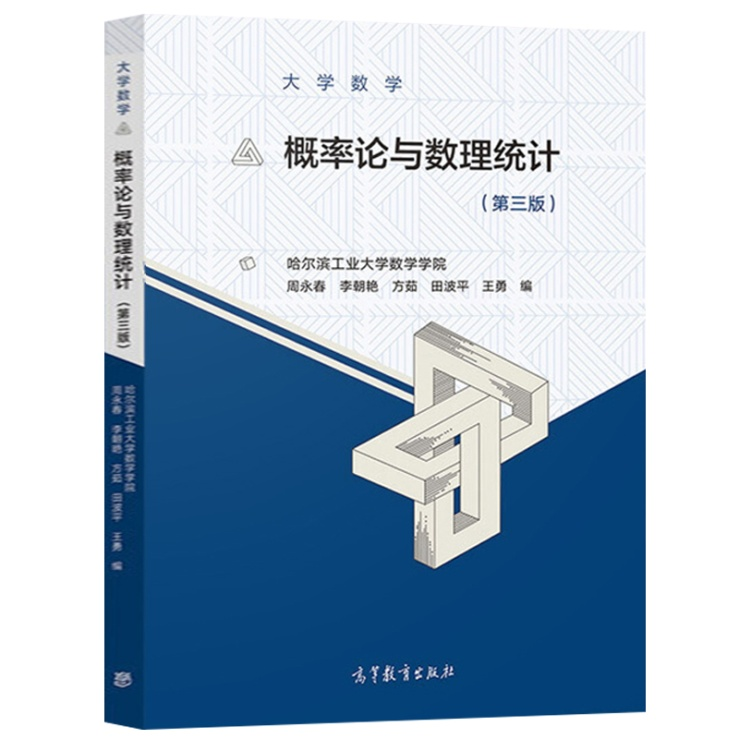 大学数学
概率论与数理统计
（第三版）
哈尔滨工业大学数学学院
周永春 李朝艳 方茹 田波平 王勇 编
高等教育出版社
大学数学
概率论与数理统计
（第三版）
哈尔滨工业大学数学学院
周永春 李朝艳 方茹 田波平 王勇 编